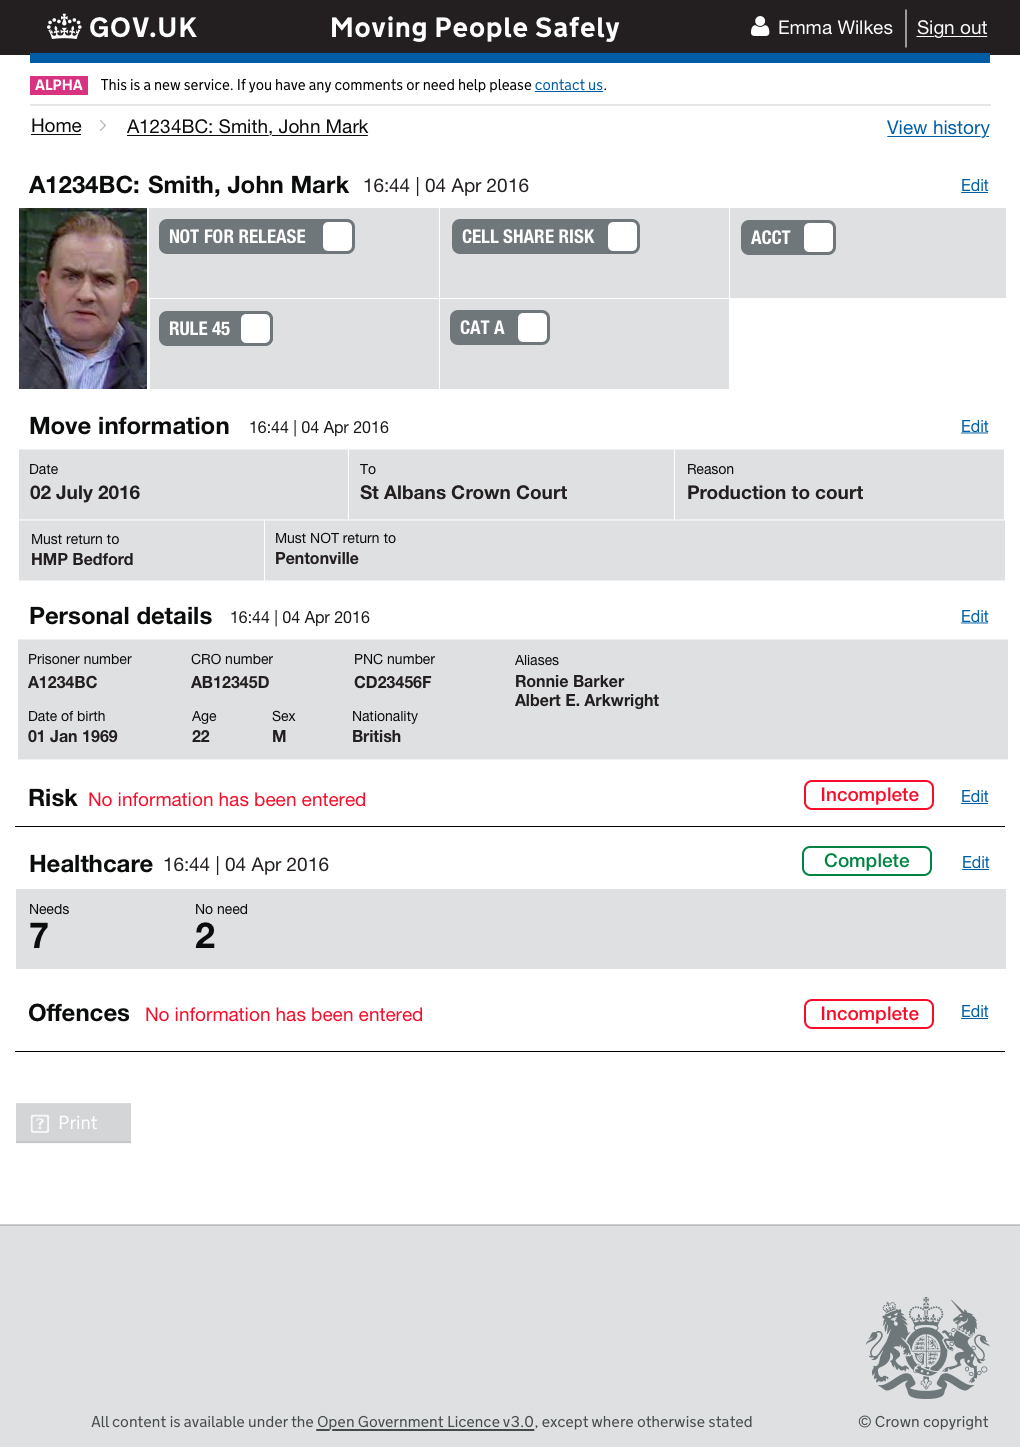 GOV.UK Moving People Safely Emma Wilkes Sign out
ALPHA This is a new service. If you have any comments or need help please contact us.
Home A1234BC: Smith, John Mark View history
A1234BC: Smith, John Mark 16:44 | 04 Apr 2016 Edit
NOT FOR RELEASE CELL SHARE RISK ACCT
RULE 45 CAT A
Move information 16:44 | 04 Apr 2016 Edit
Date To Reason
02 July 2016 St Albans Crown Court Production to court
Must return to Must NOT return to
HMP Bedford Pentonville
Personal details 16:44 | 04 Apr 2016 Edit
Prisoner number CRO number PNC number Aliases
A1234BC AB12345D CD23456F Ronnie Barker
Albert E. Arkwright
Date of birth Age Sex Nationality
01 Jan 1969 22 M British
Risk No information has been entered Incomplete Edit
Healthcare 16:44 | 04 Apr 2016 Complete Edit
Needs No need
7 2
Offences No information has been entered Incomplete Edit
? Print
All content is available under the Open Government Licence v3.0, except where otherwise stated © Crown copyright